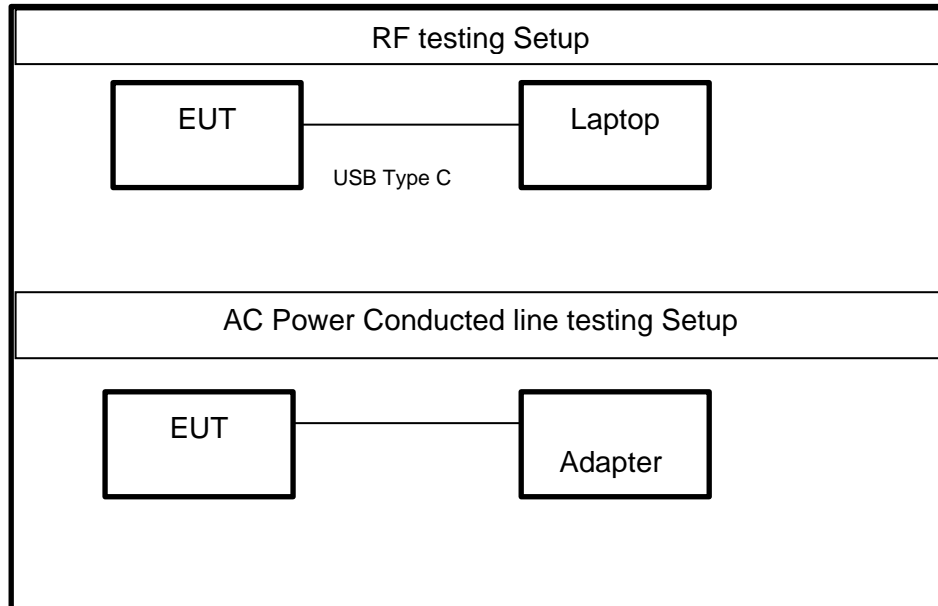 RF testing Setup
EUT
Laptop
USB Type C
AC Power Conducted line testing Setup
EUT
Adapter